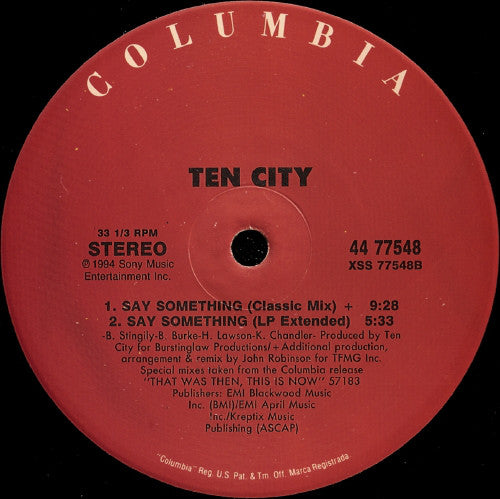 COLUMBIA
TEN CITY
33 1/3 RPM
STEREO
℗ 1994 Sony Music
Entertainment Inc.
44 77548
XSS 77548B
1. SAY SOMETHING (Classic Mix) + 9:28
2. SAY SOMETHING (LP Extended) 5:33
-B. Stingily-B. Burke-H. Lawson-K. Chandler- Produced by Ten
City for Burstinglaw Productions/+Additional production,
arrangement & remix by John Robinson for TFMG Inc.
Special mixes taken from the Columbia release
"THAT WAS THEN, THIS IS NOW" 57183
Publishers: EMI Blackwood Music
Inc. (BMI)/EMI April Music
Inc/Kreptix Music
Publishing (ASCAP)
"Columbia" Reg. U.S. Pat. & Tm. Off. Marca Registrada.